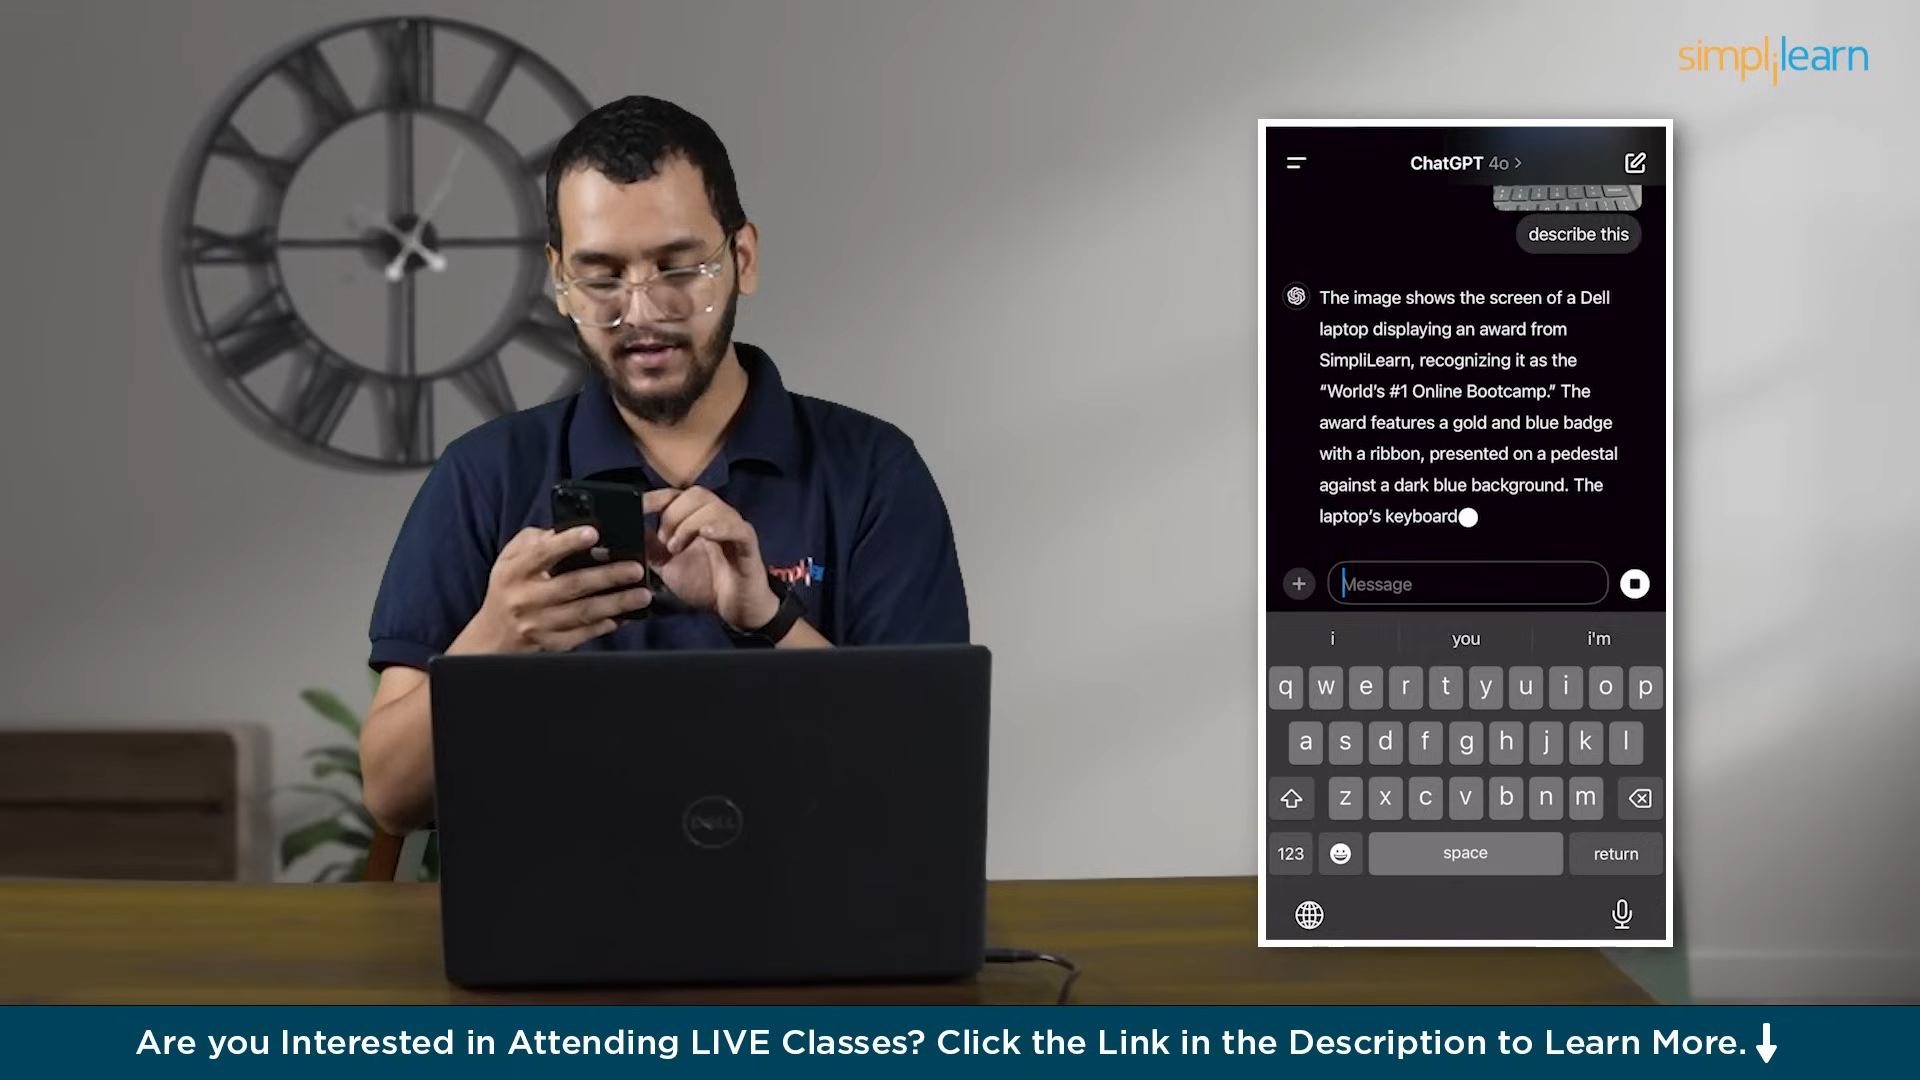 simplilearn
ChatGPT 4o >
describe this
The image shows the screen of a Dell
laptop displaying an award from
SimpliLearn, recognizing it as the
“World’s #1 Online Bootcamp.” The
award features a gold and blue badge
with a ribbon, presented on a pedestal
against a dark blue background. The
laptop’s keyboard
Message
i you i'm
q w e r t y u i o p
a s d f g h j k l
z x c v b n m
123 space return
DELL
Are you Interested in Attending LIVE Classes? Click the Link in the Description to Learn More.